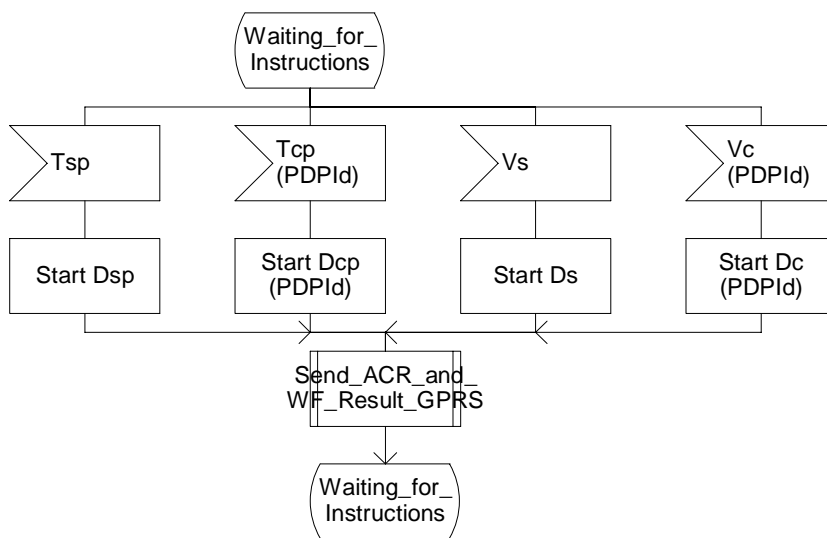 Waiting_for_
Instructions
Tsp
Tcp
(PDPId)
Vs
Vc
(PDPId)
Start Dsp
Start Dcp
(PDPId)
Start Ds
Start Dc
(PDPId)
Send_ACR_and_
WF_Result_GPRS
Waiting_for_
Instructions